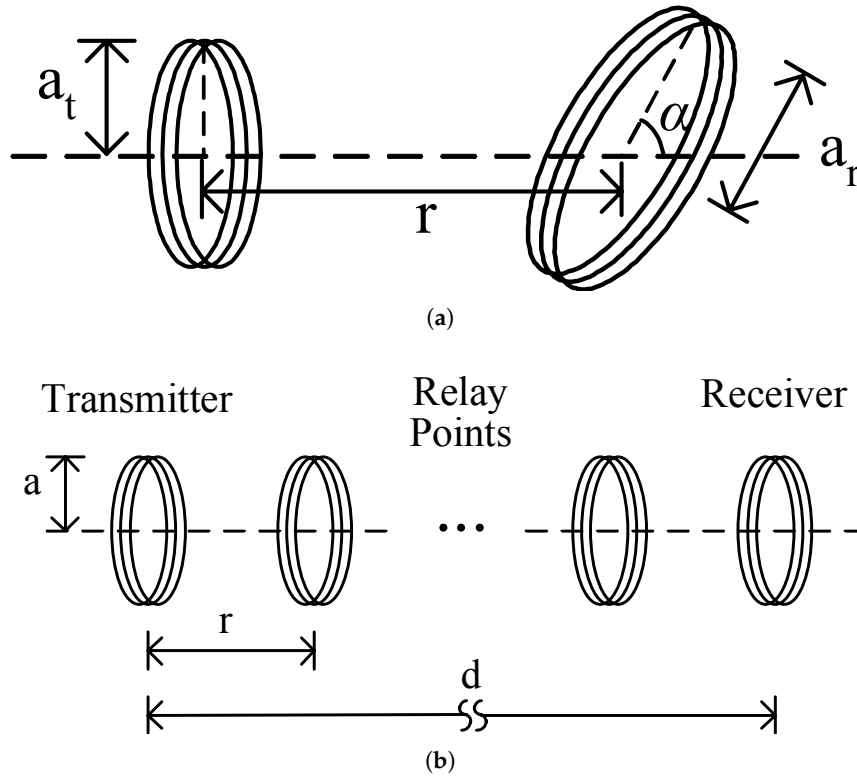 a_t
α
a_r
r
(a)
Transmitter
Relay
Points
Receiver
a
...
r
d
(b)